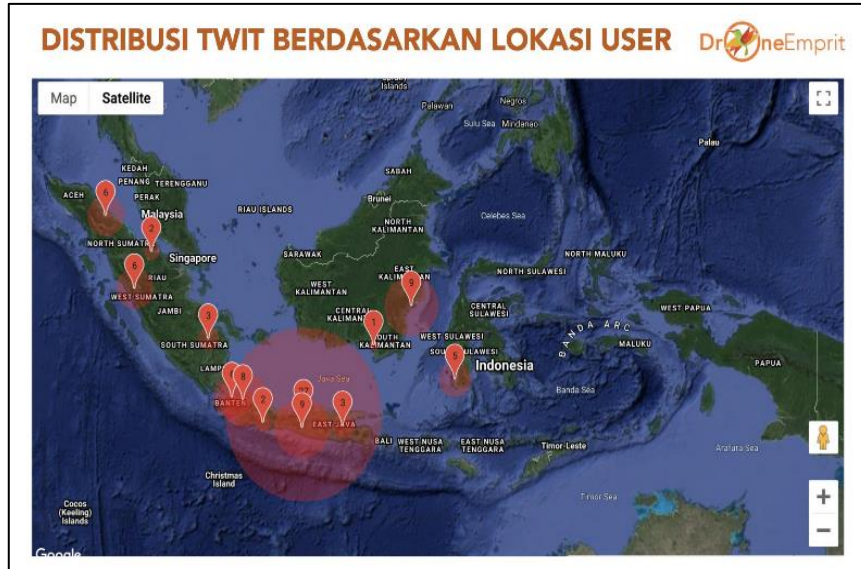 DISTRIBUSI TWIT BERDASARKAN LOKASI USER
DroneEmprit
Map
Satellite
Islands
Palawan
Negros
Sulu Sea
Mindanao
Palau
KEDAH
PENANG
TERENGGANU
PERAK
ACEH
6
Malaysia
SABAH
Brunei
2
RIAU ISLANDS
NORTH KALIMANTAN
Celebes Sea
NORTH SUMATRA
Singapore
SARAWAK
NORTH MALUKU
6
RIAU
EAST KALIMANTAN
9
NORTH SULAWESI
WEST SUMATRA
WEST KALIMANTAN
JAMBI
CENTRAL KALIMANTAN
CENTRAL SULAWESI
WEST PAPUA
3
1
SOUTH SUMATRA
SOUTH KALIMANTAN
WEST SULAWESI
BANDA ARC
MALUKU
5
Indonesia
PAPUA
8
Java Sea
Banda Sea
BANTEN
2
9
3
EAST JAVA
BALI
WEST NUSA TENGGARA
EAST NUSA TENGGARA
Timor-Leste
Arafura Sea
Christmas Island
Timor Sea
Cocos (Keeling) Islands
Google